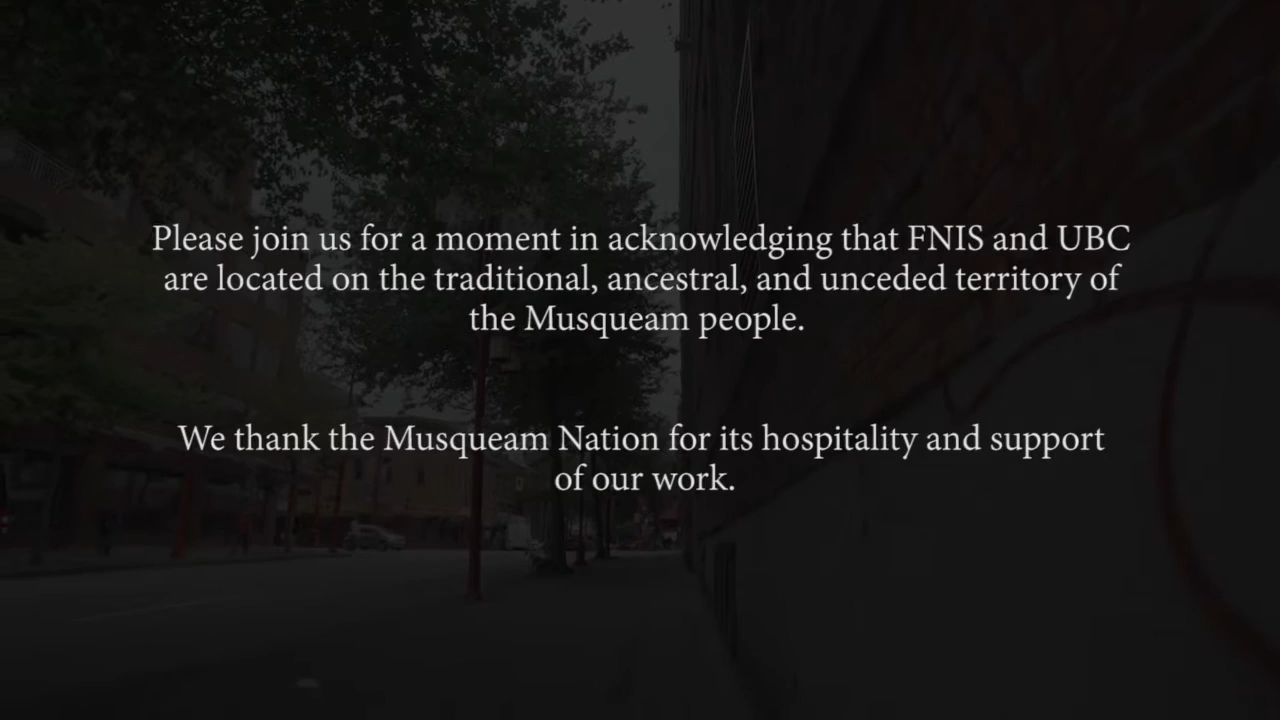 Please join us for a moment in acknowledging that FNIS and UBC
are located on the traditional, ancestral, and unceded territory of
the Musqueam people.
We thank the Musqueam Nation for its hospitality and support
of our work.